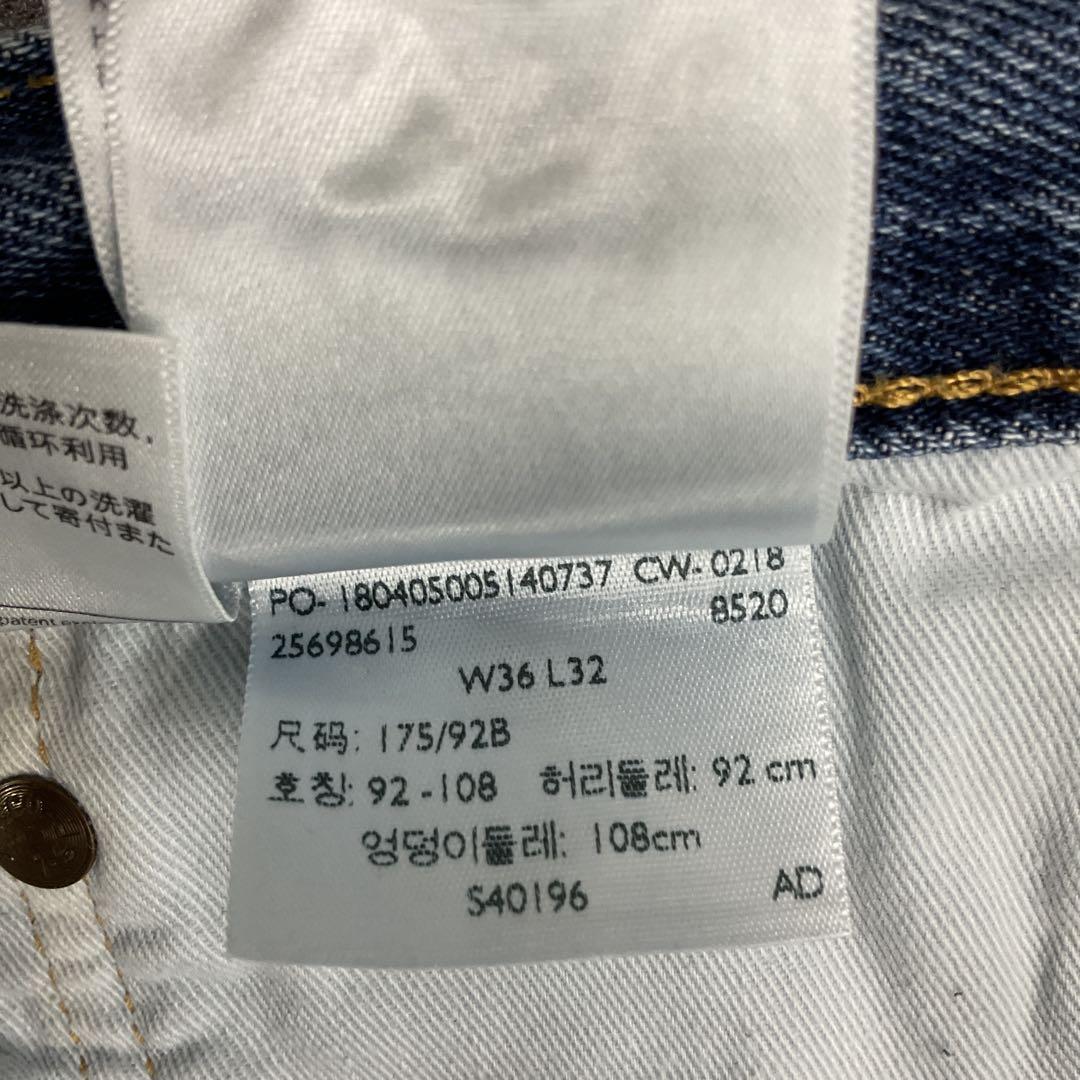 洗涤次数,
循环利用
以上の洗濯
して寄付また
patent
PO- 180405005140737 CW- 0218
25698615 8520
W36 L32
尺码: 175/92B
호칭: 92 -108 허리둘레: 92 cm
엉덩이둘레: 108cm
S40196 AD